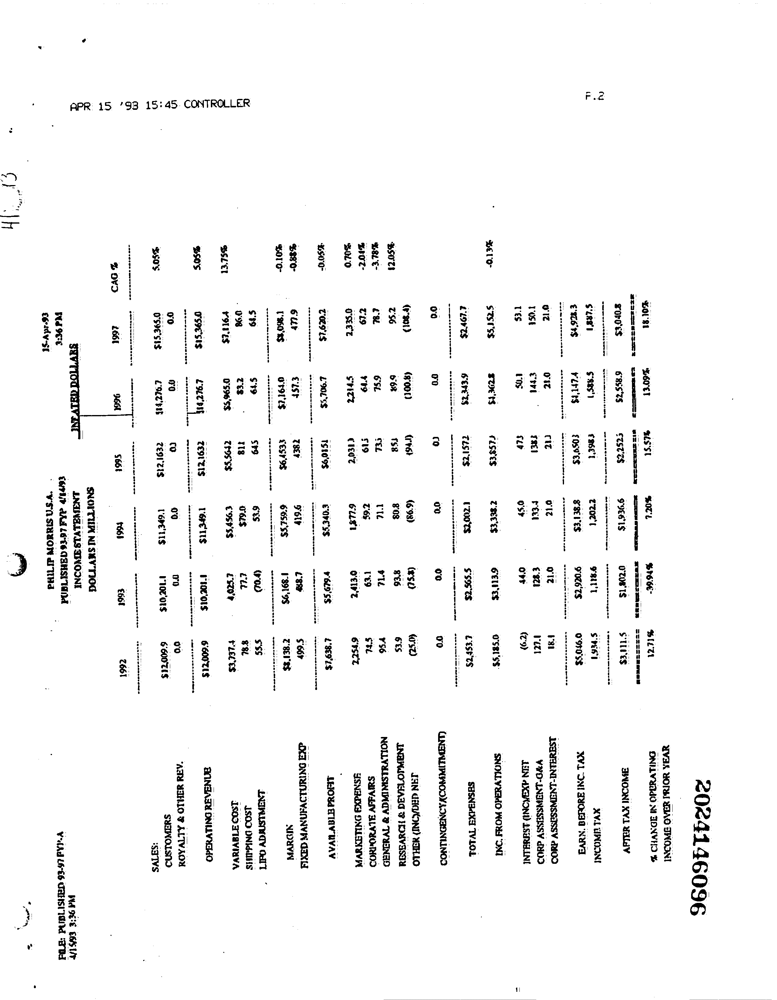 APR 15 '93 15:45 CONTROLLER
P.2
PHILIP MORRIS U.S.A.
PUBLISHED 93-97 FYP 4/14/93
INCOME STATEMENT
DOLLARS IN MILLIONS
15-Apr-93
3:36 PM
INFLATED DOLLARS
FILE: PUBLISHED 93-97 FYP-A
4/15/93 3:36 PM
1992 1993 1994 1995 1996 1997 CAG %
SALES:
CUSTOMERS $12,009.9 $10,201.1 $11,349.1 $12,163.2 $14,276.7 $15,365.0 5.05%
ROYALTY & OTHER REV. 0.0 0.0 0.0 0.0 0.0
OPERATING REVENUE $12,009.9 $10,201.1 $11,349.1 $12,163.2 $14,276.7 $15,365.0 5.05%
VARIABLE COST $3,737.4 4,025.7 $5,456.3 $5,564.2 $5,965.0 $7,116.4 13.75%
SHIPPING COST 78.8 77.7 $79.0 81.1 83.2 86.0
LIFO ADJUSTMENT 55.5 (70.4) 53.9 64.5 64.5 64.5
MARGIN $8,138.2 $6,168.1 $5,759.9 $6,453.3 $7,164.0 $8,098.1 -0.10%
FIXED MANUFACTURING EXP 499.5 488.7 419.6 438.2 457.3 477.9 -0.88%
AVAILABLE PROFIT $7,638.7 $5,679.4 $5,340.3 $6,015.1 $5,706.7 $7,620.2 -0.05%
MARKETING EXPENSE 2,254.9 2,413.0 1,877.9 2,031.3 2,214.5 2,335.0 0.70%
CORPORATE AFFAIRS 74.5 63.1 59.2 61.5 64.4 67.2 -2.04%
GENERAL & ADMINISTRATION 95.4 71.4 71.1 73.5 75.9 78.7 -3.78%
RESEARCH & DEVELOPMENT 53.9 93.8 80.8 85.1 89.9 95.2 12.05%
OTHER (INC)/DED NET (25.0) (75.8) (86.9) (94.1) (100.8) (108.4)
CONTINGENCY/(COMMITMENT) 0.0 0.0 0.0 0.0 0.0
TOTAL EXPENSES $2,453.7 $2,565.5 $2,002.1 $2,157.2 $2,343.9 $2,467.7
INC. FROM OPERATIONS $5,185.0 $3,113.9 $3,338.2 $3,857.3 $4,362.8 $5,152.5 -0.13%
INTEREST (INC)/EXP NET (6.2) 44.0 45.0 47.3 50.1 53.1
CORP ASSESSMENT-G&A 127.1 128.3 133.4 138.1 144.3 150.1
CORP ASSESSMENT-INTEREST 18.1 21.0 21.0 21.0 21.0
EARN. BEFORE INC. TAX $5,046.0 $2,920.6 $3,138.8 $3,650.3 $4,147.4 $4,928.3
INCOME TAX 1,934.5 1,118.6 1,202.2 1,398.3 1,588.5 1,887.5
AFTER TAX INCOME $3,111.5 $1,802.0 $1,936.6 $2,252.3 $2,558.9 $3,040.8
% CHANGE IN OPERATING
INCOME OVER PRIOR YEAR 12.71% -39.94% 7.20% 15.57% 13.09% 18.10%
2024146096